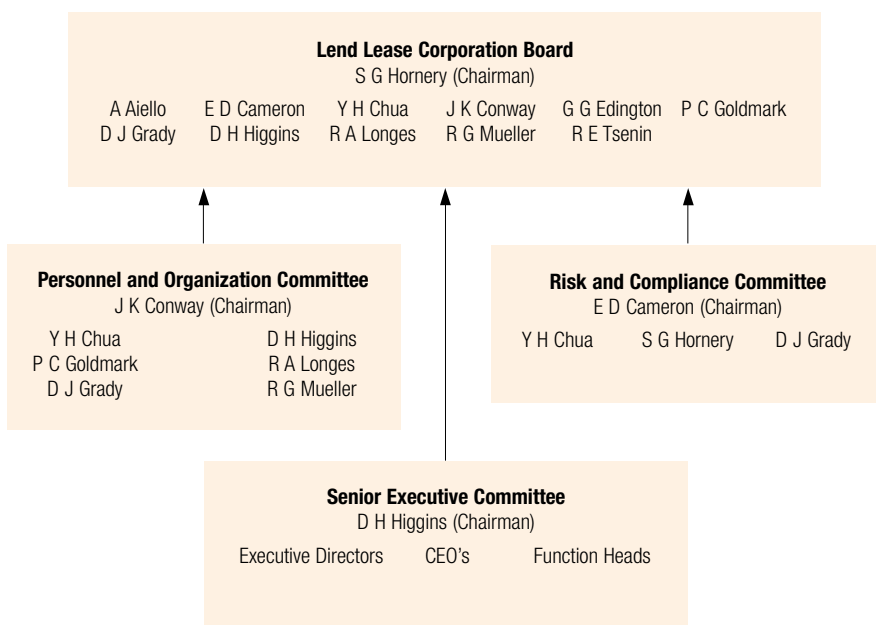 Lend Lease Corporation Board
S G Hornery (Chairman)
A Aiello E D Cameron Y H Chua J K Conway G G Edington P C Goldmark
D J Grady D H Higgins R A Longes R G Mueller R E Tsenin
Personnel and Organization Committee
J K Conway (Chairman)
Y H Chua D H Higgins
P C Goldmark R A Longes
D J Grady R G Mueller
Risk and Compliance Committee
E D Cameron (Chairman)
Y H Chua S G Hornery D J Grady
Senior Executive Committee
D H Higgins (Chairman)
Executive Directors CEO's Function Heads